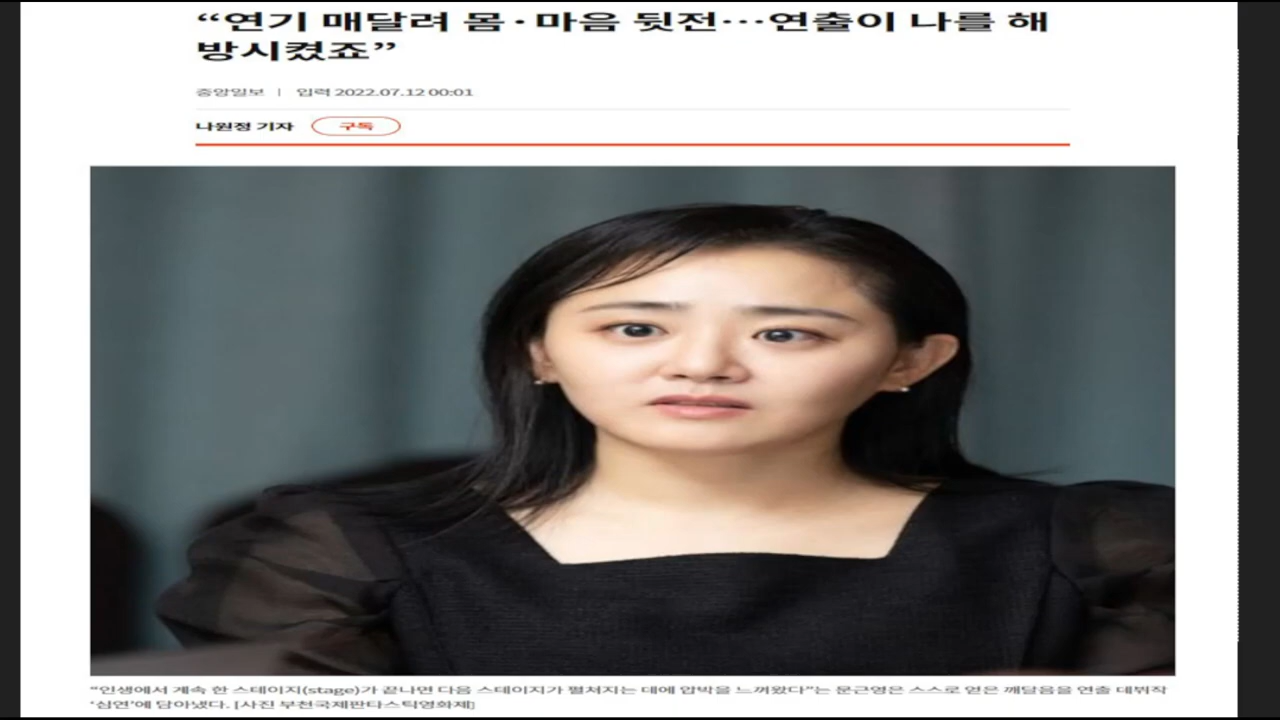 “연기 매달려 몸·마음 뒷전…연출이 나를 해
방시켰죠”
중앙일보 | 입력 2022.07.12 00:01
나원정 기자 구독
“인생에서 계속 한 스테이지(stage)가 끝나면 다음 스테이지가 펼쳐지는 데에 압박을 느껴왔다”는 문근영은 스스로 얻은 깨달음을 연출 데뷔작
‘심연’에 담아냈다. [사진 부천국제판타스틱영화제]